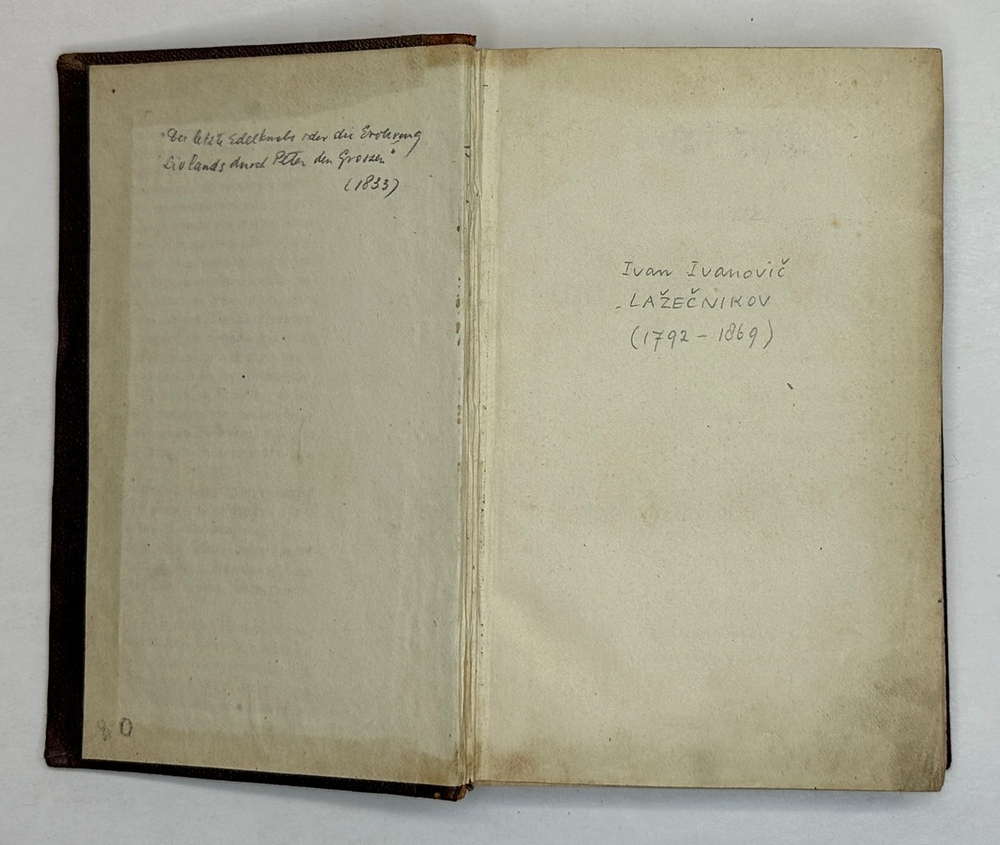 "Der letzte Edelknabe oder die Eroberung
Livlands durch Peter den Grossen"
(1833)
Ivan Ivanovič
LAŽEČNIKOV
(1792 - 1869)
80